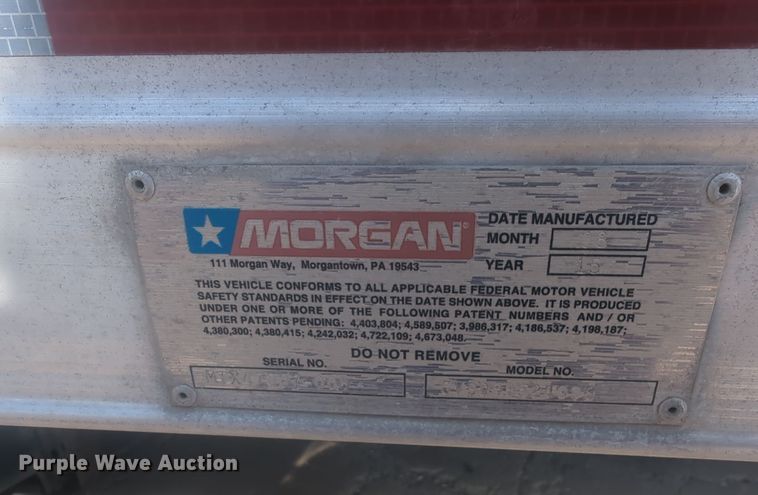 MORGAN®
111 Morgan Way, Morgantown, PA 19543
DATE MANUFACTURED
MONTH
YEAR
THIS VEHICLE CONFORMS TO ALL APPLICABLE FEDERAL MOTOR VEHICLE
SAFETY STANDARDS IN EFFECT ON THE DATE SHOWN ABOVE. IT IS PRODUCED
UNDER ONE OR MORE OF THE FOLLOWING PATENT NUMBERS AND / OR
OTHER PATENTS PENDING: 4,403,804; 4,589,507; 3,986,317; 4,186,537; 4,198,187;
4,380,300; 4,380,415; 4,242,032; 4,722,109; 4,673,048.
DO NOT REMOVE
SERIAL NO.
MODEL NO.
Purple Wave Auction